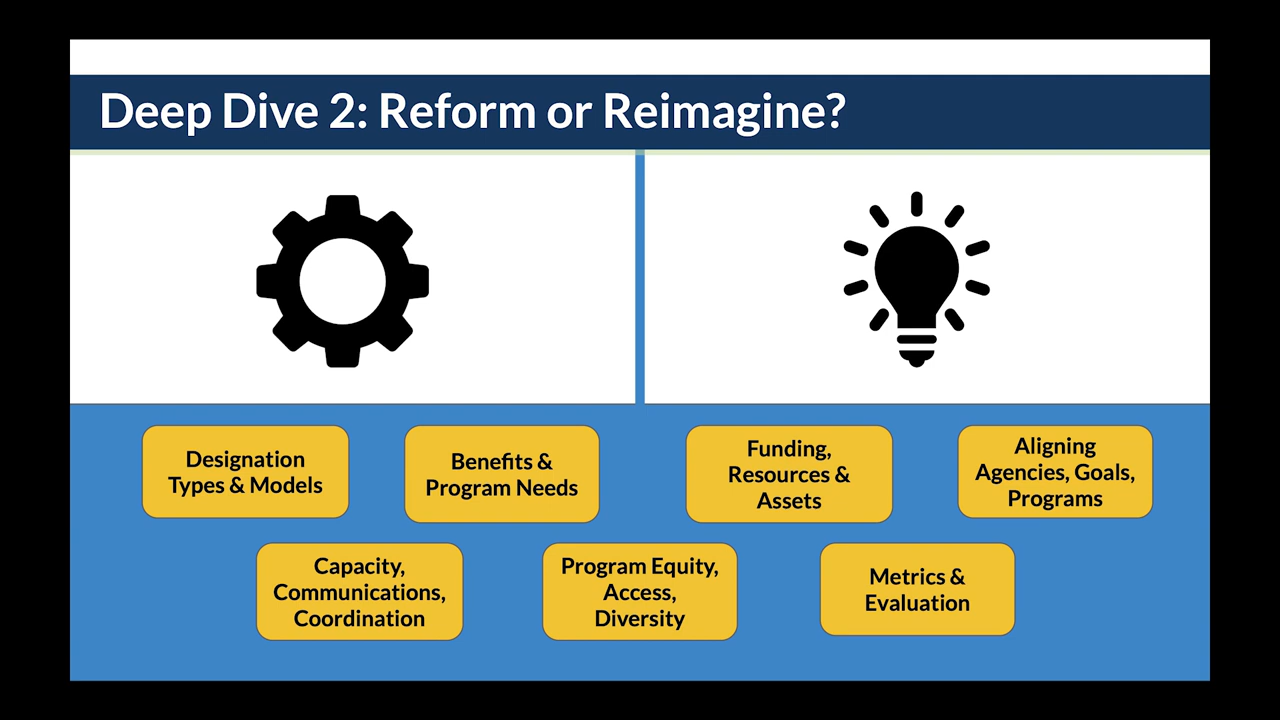 Deep Dive 2: Reform or Reimagine?
Designation
Types & Models
Benefits &
Program Needs
Funding,
Resources &
Assets
Aligning
Agencies, Goals,
Programs
Capacity,
Communications,
Coordination
Program Equity,
Access,
Diversity
Metrics &
Evaluation